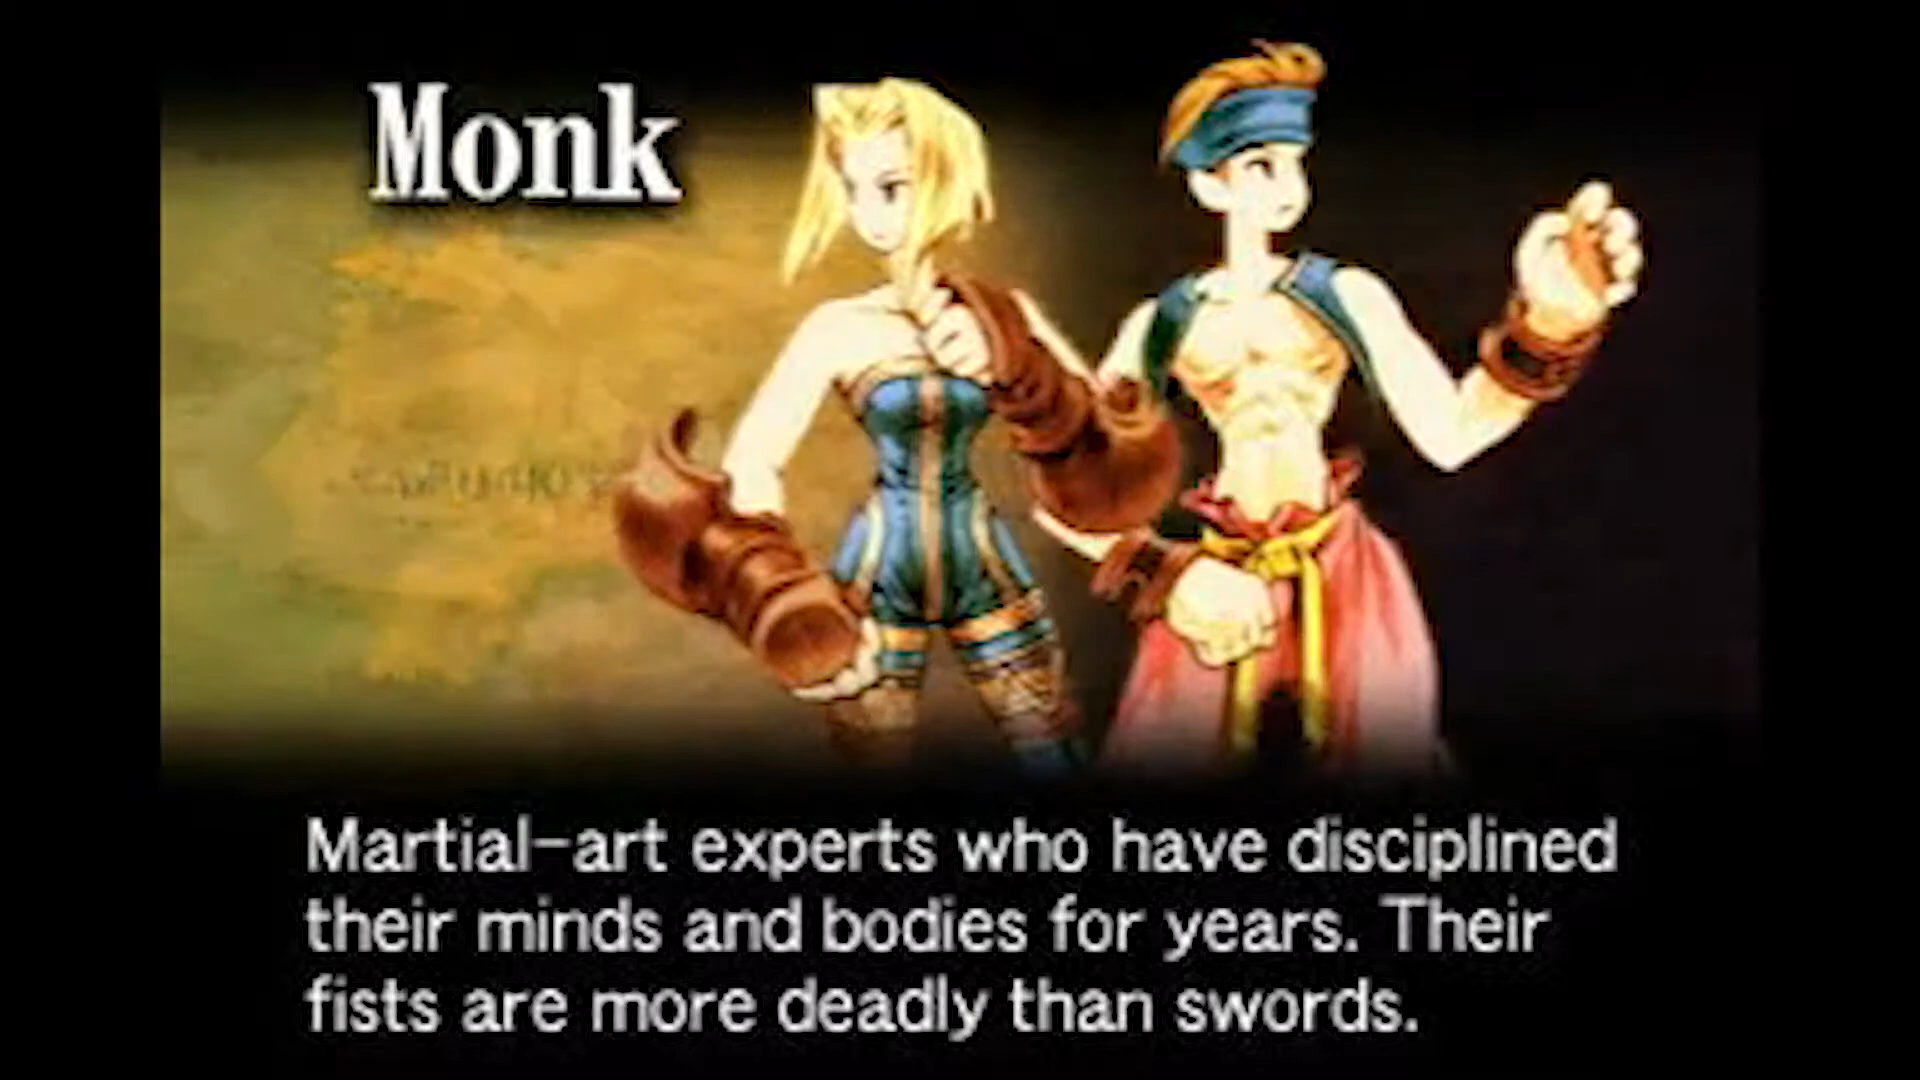 Monk
Martial-art experts who have disciplined
their minds and bodies for years. Their
fists are more deadly than swords.